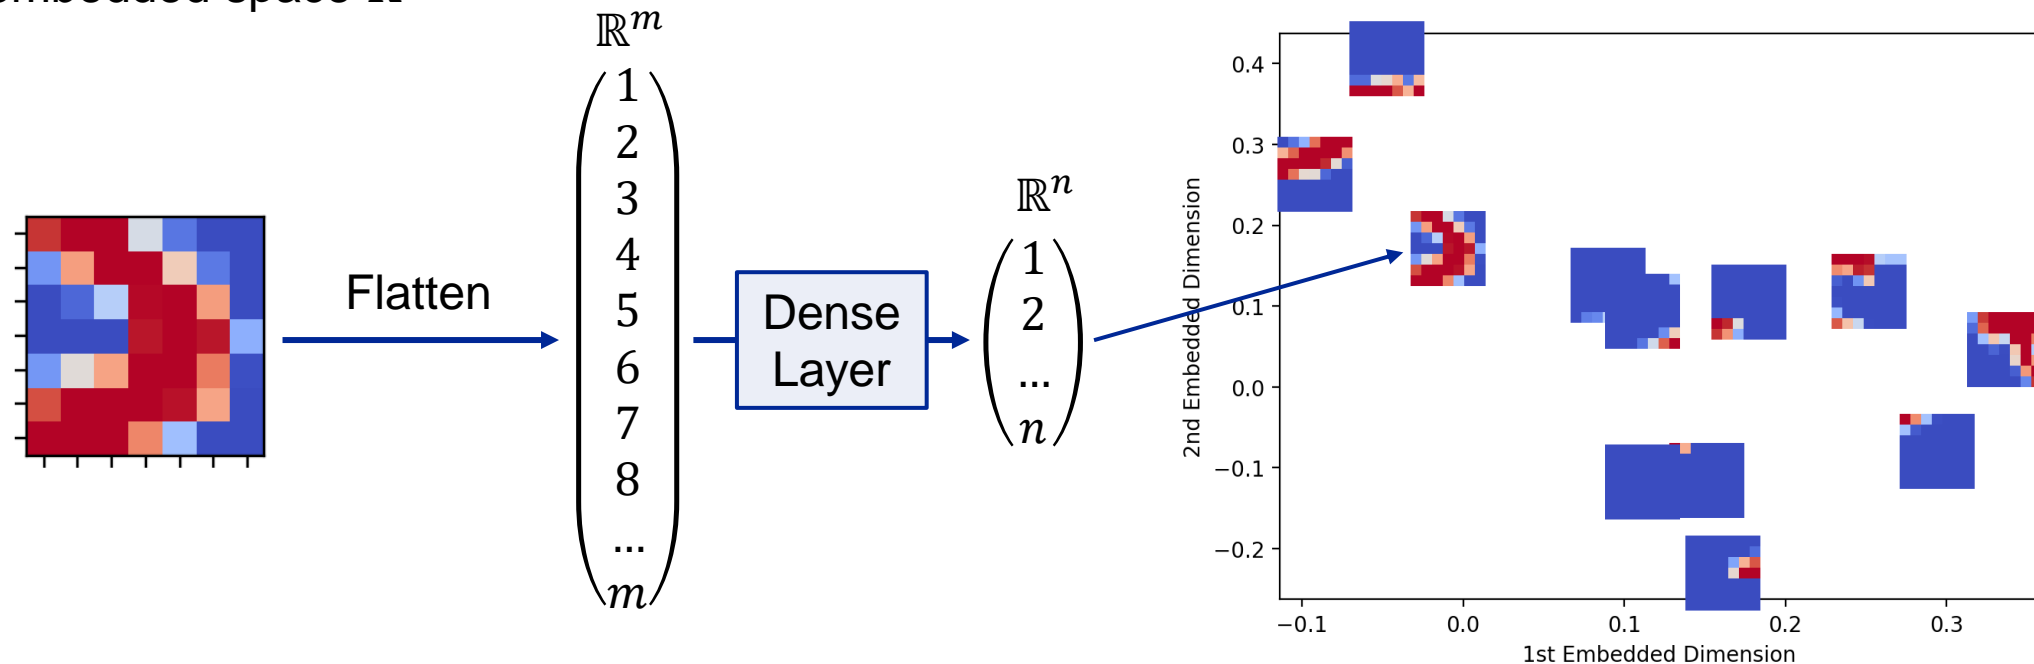 ℝᵐ
1
2
3
4
5
6
7
8
...
m
Flatten
Dense
Layer
ℝⁿ
1
2
...
n
2nd Embedded Dimension
0.4
0.3
0.2
0.1
0.0
−0.1
−0.2
−0.1
0.0
0.1
0.2
0.3
1st Embedded Dimension